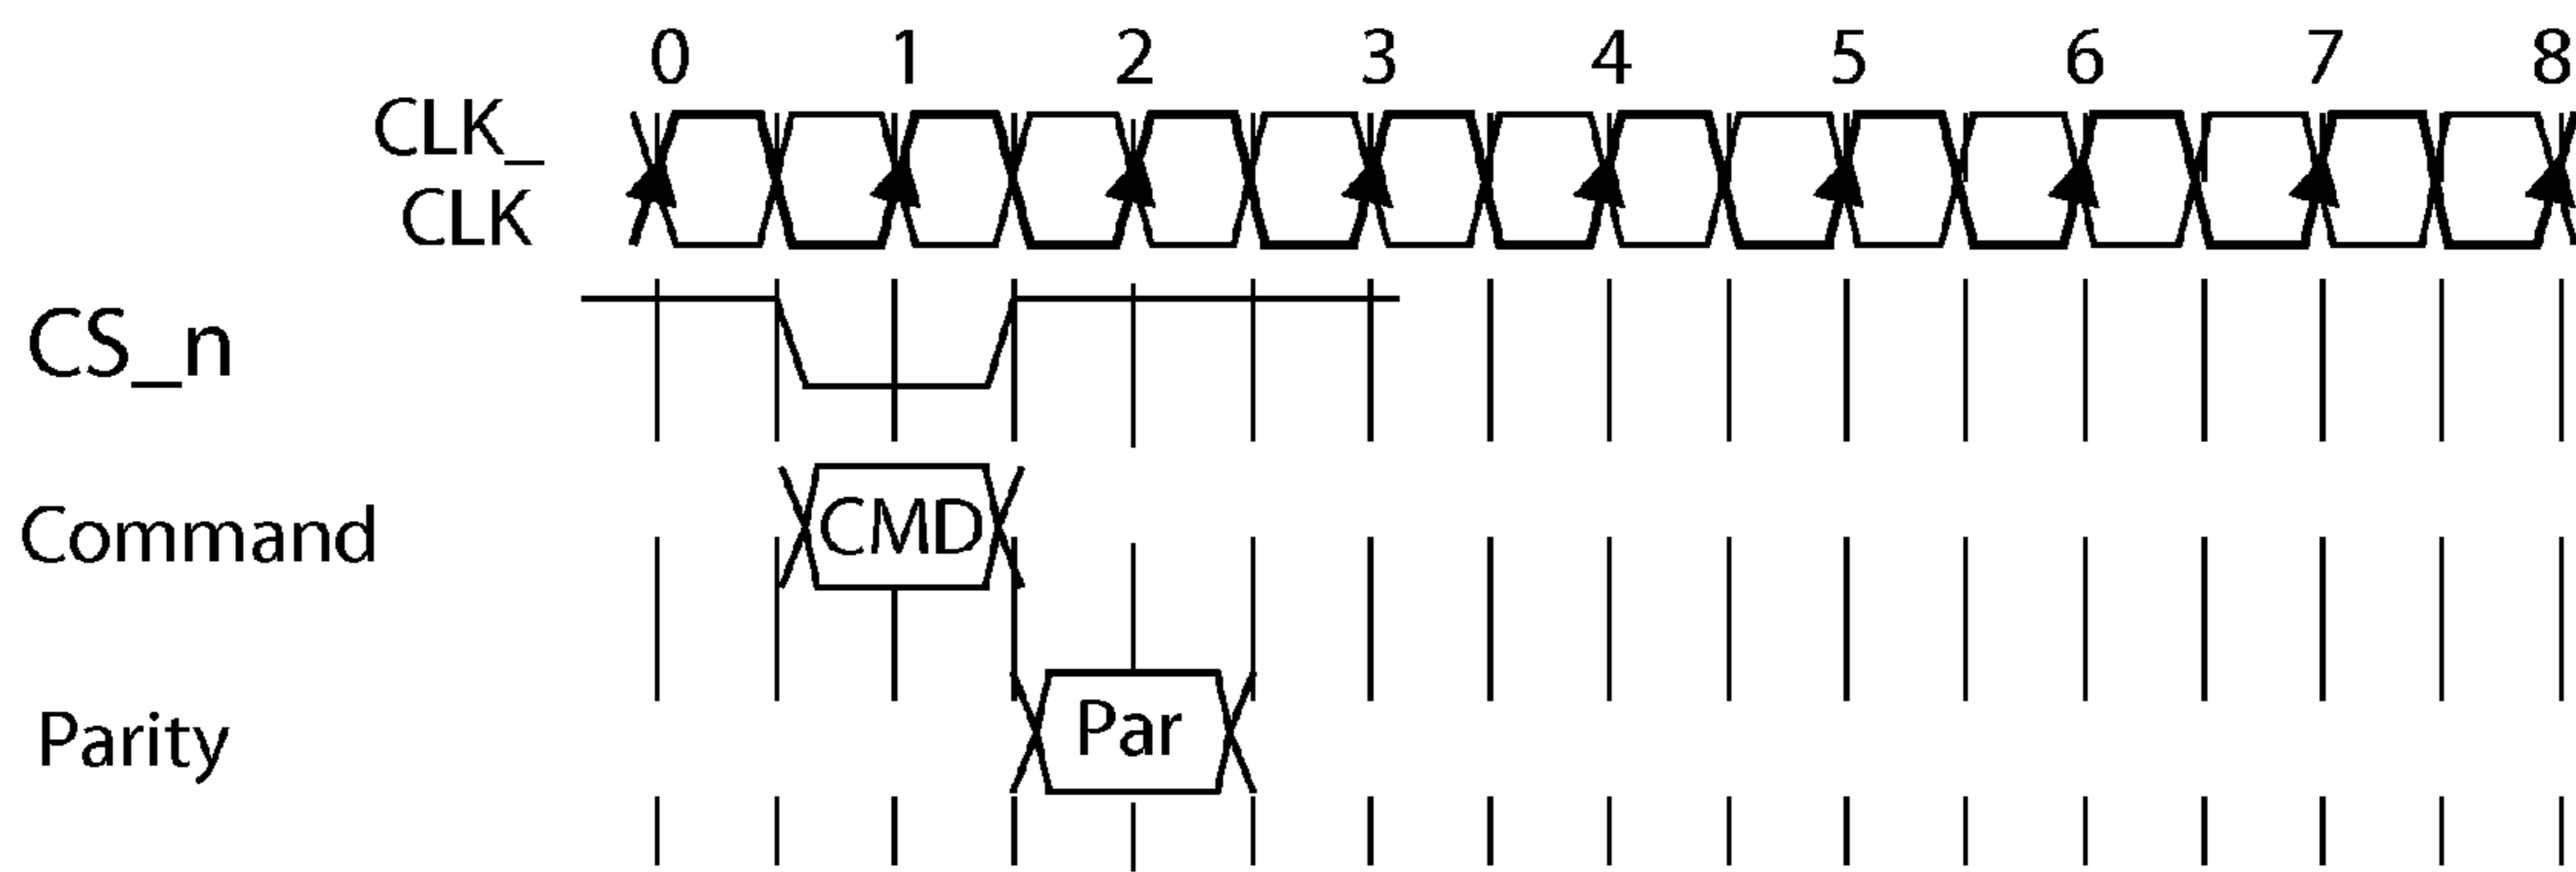 0 1 2 3 4 5 6 7 8
CLK_
CLK
CS_n
Command CMD
Parity Par